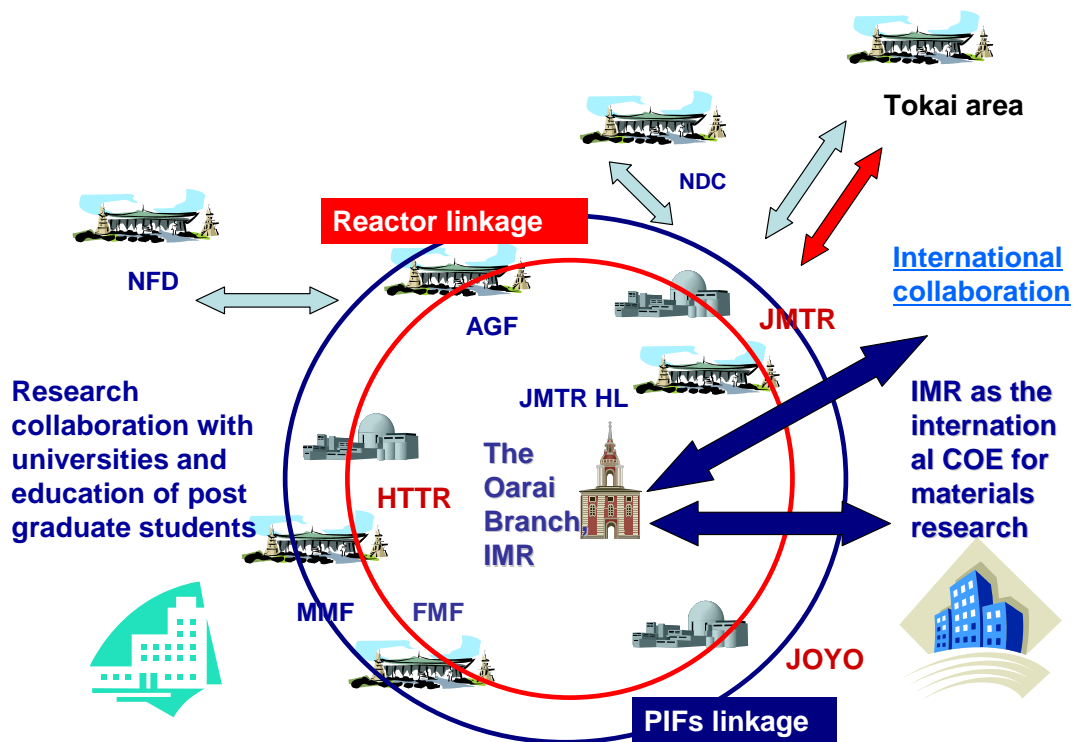 Tokai area
NDC
Reactor linkage
NFD
International
collaboration
AGF
JMTR
Research
collaboration with
universities and
education of post
graduate students
JMTR HL
IMR as the
internation
al COE for
materials
research
The
Oarai
Branch,
IMR
HTTR
MMF
FMF
JOYO
PIFs linkage